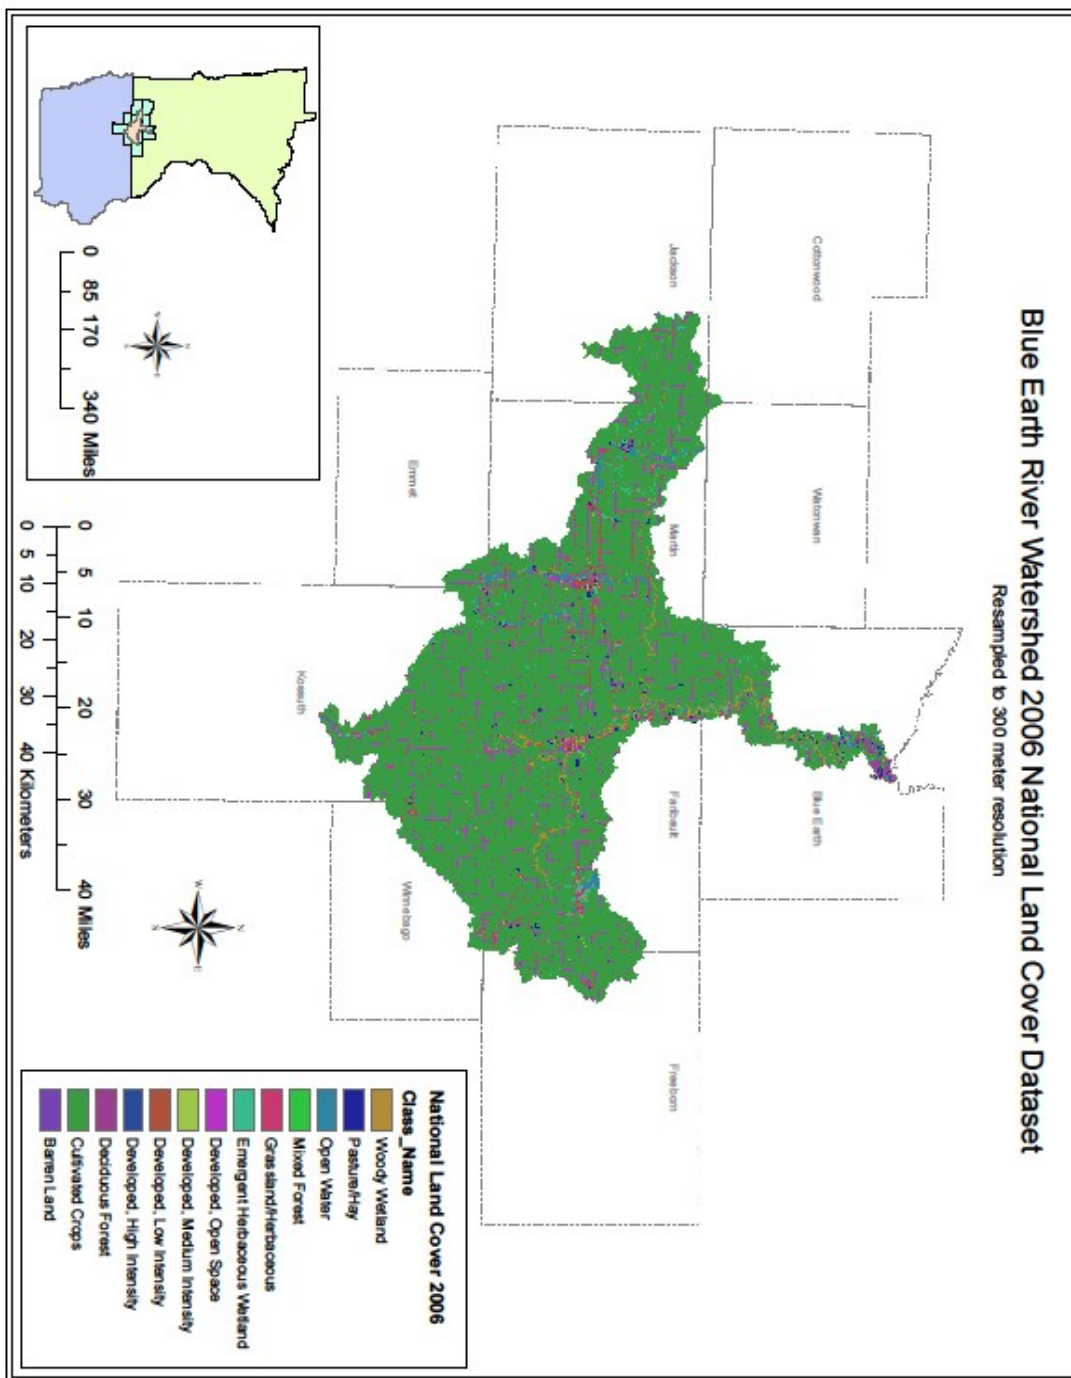 Blue Earth River Watershed 2006 National Land Cover Dataset
Resampled to 300 meter resolution
Cottonwood
Watonwan
Blue Earth
Jackson
Martin
Faribault
Freeborn
Emmet
Kossuth
Winnebago
0 85 170 340 Miles
0 5 10 20 30 40 Miles
0 5 10 20 30 40 Kilometers
National Land Cover 2006
Class_Name
Woody Wetland
Pasture/Hay
Open Water
Mixed Forest
Grassland/Herbaceous
Emergent Herbaceous Wetland
Developed, Open Space
Developed, Medium Intensity
Developed, Low Intensity
Developed, High Intensity
Deciduous Forest
Cultivated Crops
Barren Land